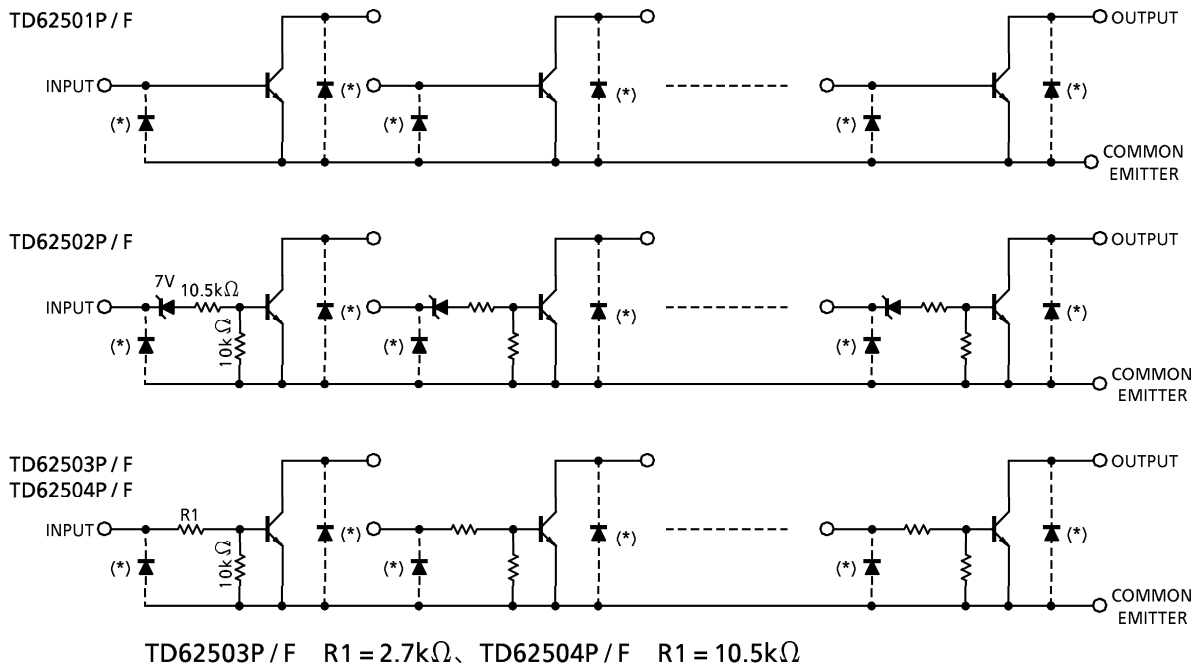 TD62501P / F
OUTPUT
INPUT
(*)
(*)
(*)
(*)
(*)
(*)
COMMON
EMITTER
TD62502P / F
OUTPUT
7V
10.5kΩ
INPUT
10kΩ
(*)
(*)
(*)
(*)
(*)
(*)
COMMON
EMITTER
TD62503P / F
TD62504P / F
OUTPUT
R1
INPUT
10kΩ
(*)
(*)
(*)
(*)
(*)
(*)
COMMON
EMITTER
TD62503P / F R1 = 2.7kΩ、TD62504P / F R1 = 10.5kΩ